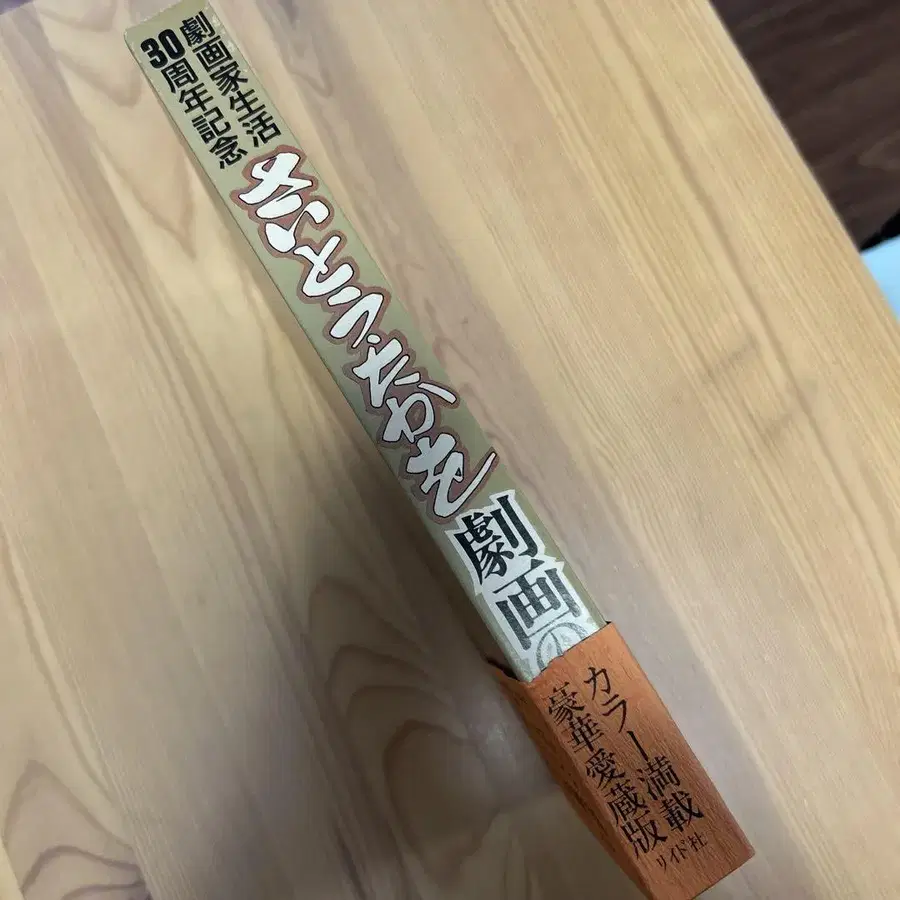 劇画家生活
30周年記念
さいとう・たかを
劇画の
カラー満載
豪華愛蔵版
リイド社